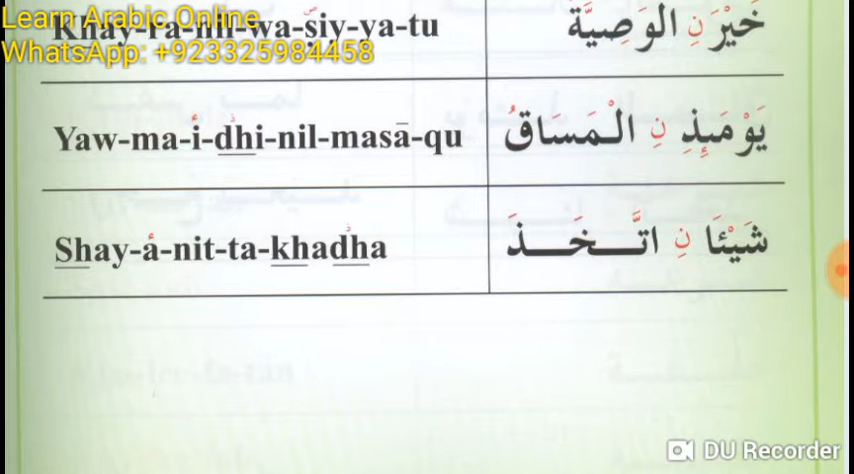 Learn Arabic Online
WhatsApp: +923325984458
Khay-ra-nil-wa-ṡiy-ya-tu خَيْرَ نِ الْوَصِيَّةُ
Yaw-ma-i-dhi-nil-masā-qu يَوْمَئِذِ نِ الْمَسَاقُ
Shay-a-nit-ta-khadha شَيْئَا نِ اتَّخَذَ
DU Recorder